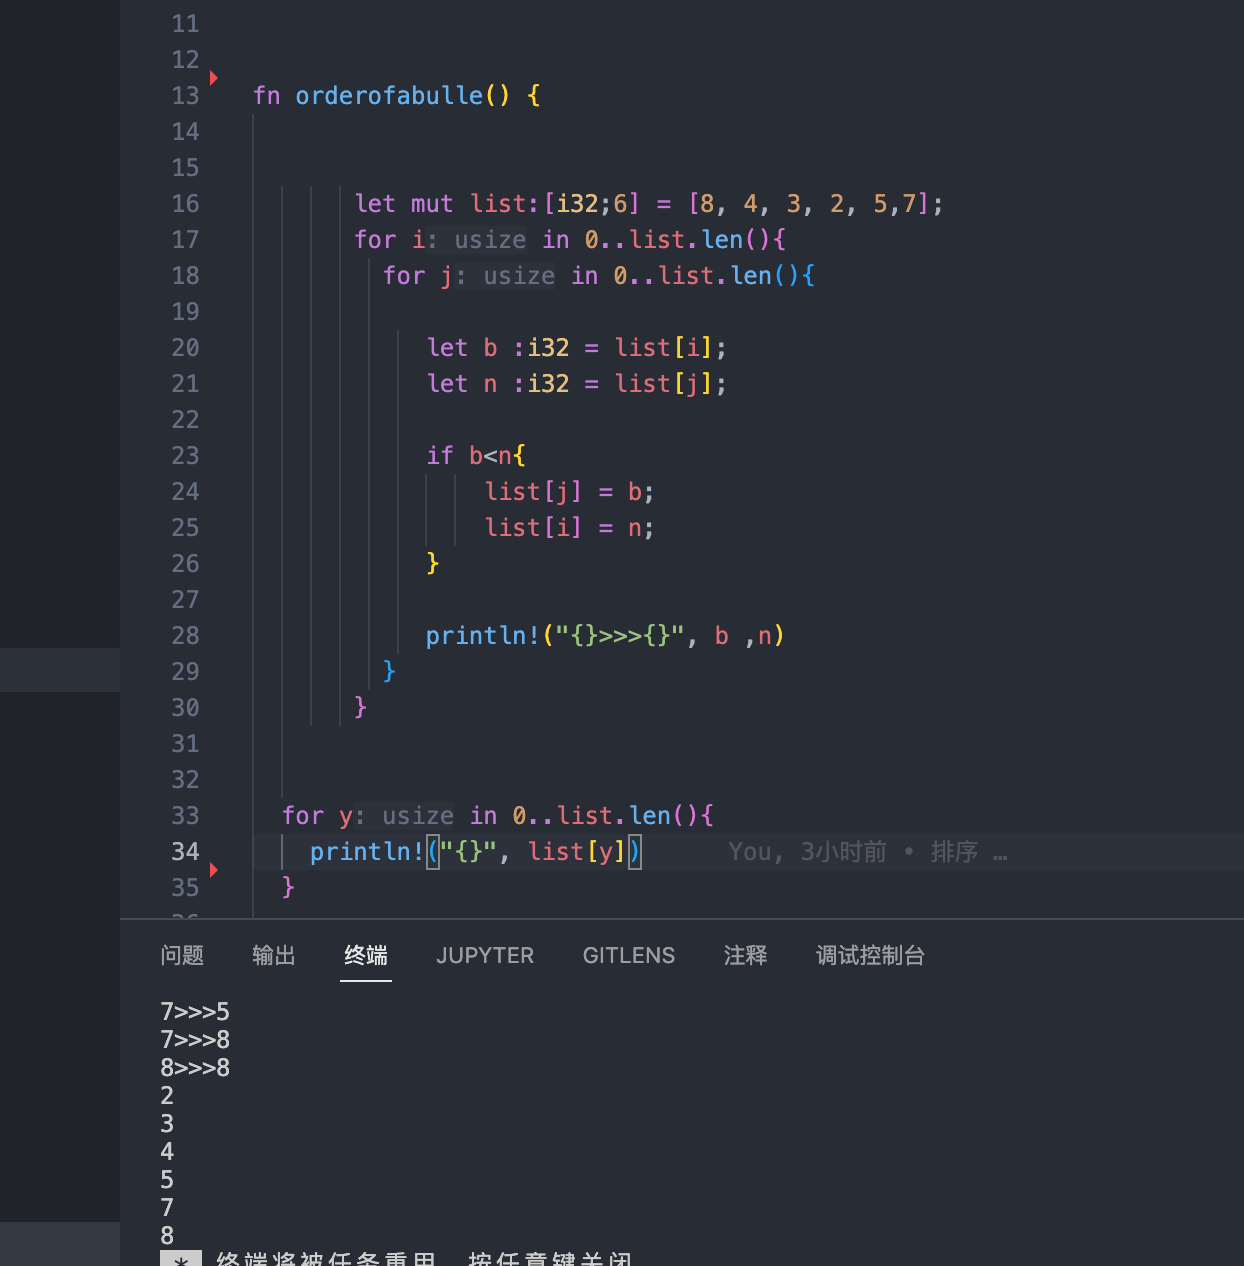 11
12
13 fn orderofabulle() {
14
15
16 let mut list:[i32;6] = [8, 4, 3, 2, 5,7];
17 for i: usize in 0..list.len(){
18 for j: usize in 0..list.len(){
19
20 let b :i32 = list[i];
21 let n :i32 = list[j];
22
23 if b<n{
24 list[j] = b;
25 list[i] = n;
26 }
27
28 println!("{}>>>{}", b ,n)
29 }
30 }
31
32
33 for y: usize in 0..list.len(){
34 println!("{}", list[y]) You, 3小时前 • 排序 …
35 }
问题 输出 终端 JUPYTER GITLENS 注释 调试控制台
7>>>5
7>>>8
8>>>8
2
3
4
5
7
8
* 终端将被任务重用，按任意键关闭